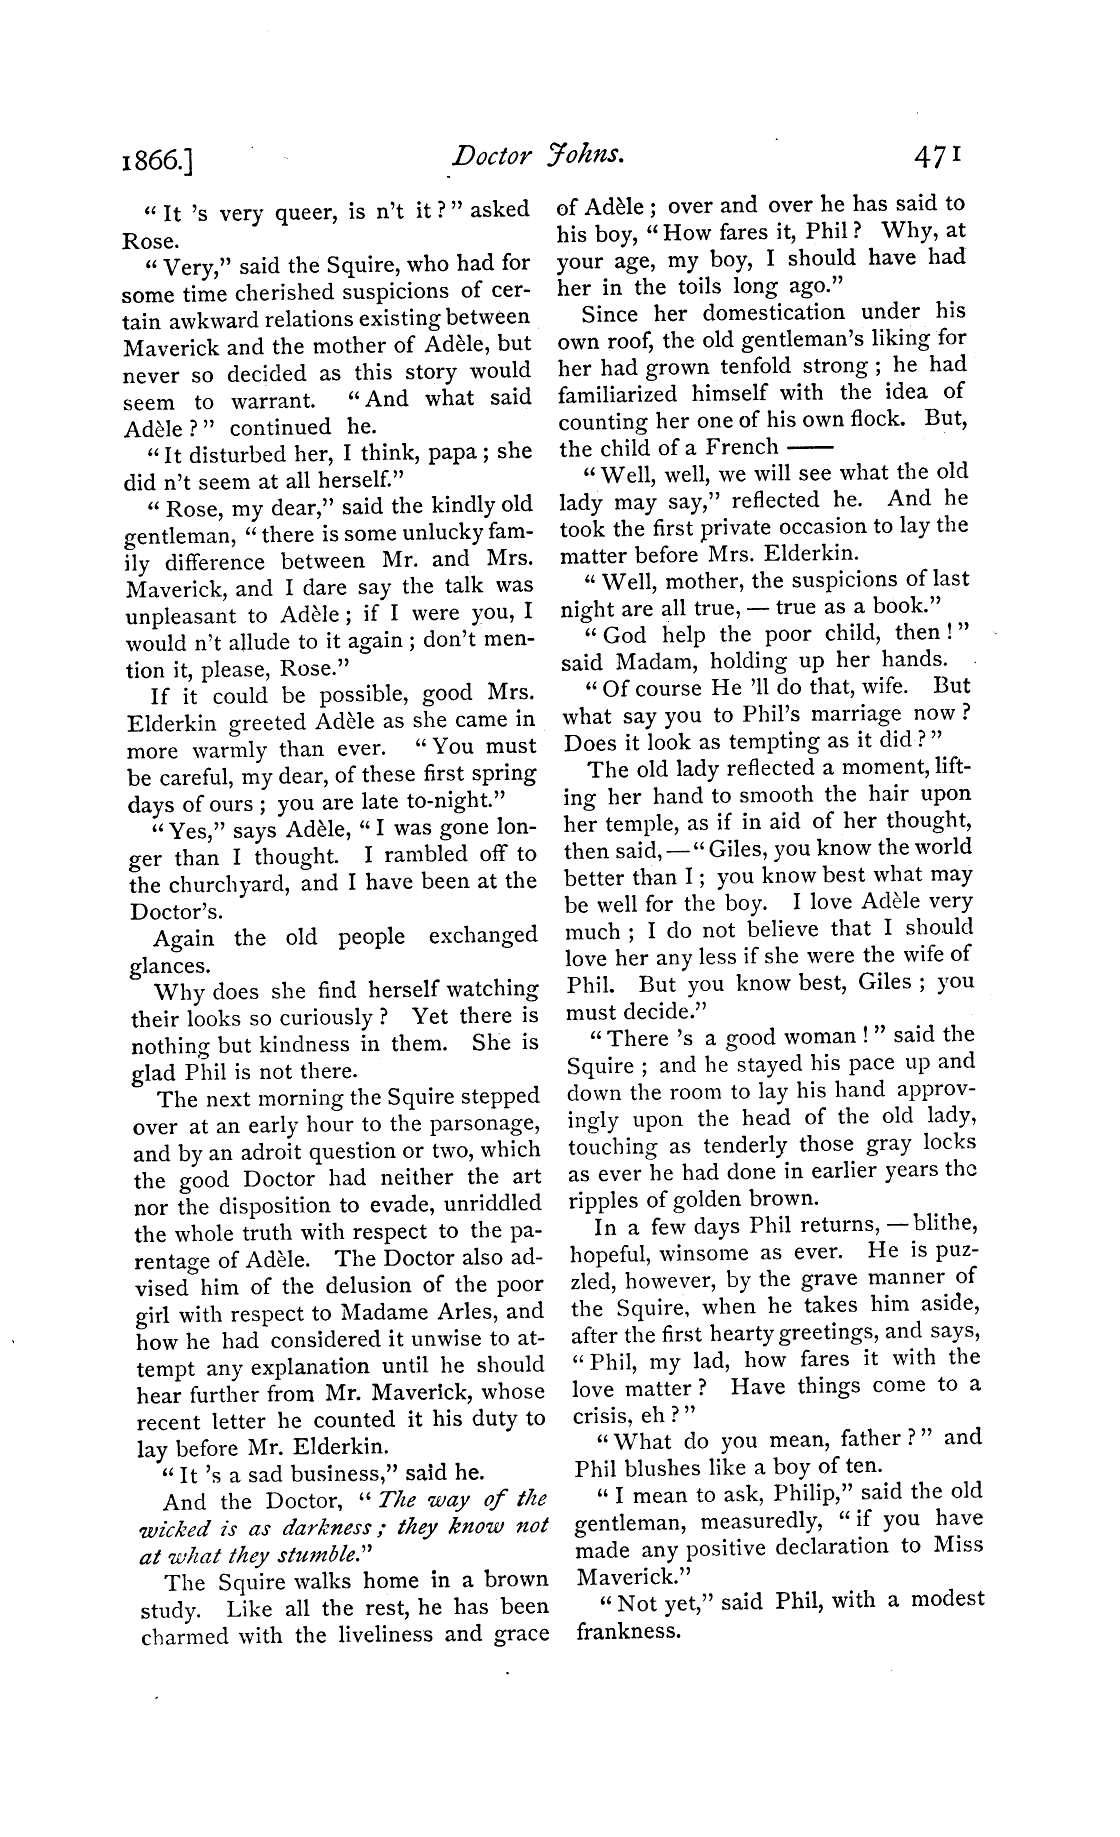 1866.] Doctor Johns. 471
“ It 's very queer, is n't it ? ” asked
Rose.
“ Very,” said the Squire, who had for
some time cherished suspicions of cer-
tain awkward relations existing between
Maverick and the mother of Adèle, but
never so decided as this story would
seem to warrant. “ And what said
Adèle ? ” continued he.
“ It disturbed her, I think, papa ; she
did n't seem at all herself.”
“ Rose, my dear,” said the kindly old
gentleman, “ there is some unlucky fam-
ily difference between Mr. and Mrs.
Maverick, and I dare say the talk was
unpleasant to Adèle ; if I were you, I
would n't allude to it again ; don't men-
tion it, please, Rose.”
If it could be possible, good Mrs.
Elderkin greeted Adèle as she came in
more warmly than ever. “ You must
be careful, my dear, of these first spring
days of ours ; you are late to-night.”
“ Yes,” says Adèle, “ I was gone lon-
ger than I thought. I rambled off to
the churchyard, and I have been at the
Doctor's.
Again the old people exchanged
glances.
Why does she find herself watching
their looks so curiously ? Yet there is
nothing but kindness in them. She is
glad Phil is not there.
The next morning the Squire stepped
over at an early hour to the parsonage,
and by an adroit question or two, which
the good Doctor had neither the art
nor the disposition to evade, unriddled
the whole truth with respect to the pa-
rentage of Adèle. The Doctor also ad-
vised him of the delusion of the poor
girl with respect to Madame Arles, and
how he had considered it unwise to at-
tempt any explanation until he should
hear further from Mr. Maverick, whose
recent letter he counted it his duty to
lay before Mr. Elderkin.
“ It 's a sad business,” said he.
And the Doctor, “ The way of the
wicked is as darkness ; they know not
at what they stumble.”
The Squire walks home in a brown
study. Like all the rest, he has been
charmed with the liveliness and grace
of Adèle ; over and over he has said to
his boy, “ How fares it, Phil ? Why, at
your age, my boy, I should have had
her in the toils long ago.”
Since her domestication under his
own roof, the old gentleman's liking for
her had grown tenfold strong ; he had
familiarized himself with the idea of
counting her one of his own flock. But,
the child of a French ——
“ Well, well, we will see what the old
lady may say,” reflected he. And he
took the first private occasion to lay the
matter before Mrs. Elderkin.
“ Well, mother, the suspicions of last
night are all true, — true as a book.”
“ God help the poor child, then ! ”
said Madam, holding up her hands.
“ Of course He 'll do that, wife. But
what say you to Phil's marriage now ?
Does it look as tempting as it did ? ”
The old lady reflected a moment, lift-
ing her hand to smooth the hair upon
her temple, as if in aid of her thought,
then said, — “ Giles, you know the world
better than I ; you know best what may
be well for the boy. I love Adèle very
much ; I do not believe that I should
love her any less if she were the wife of
Phil. But you know best, Giles ; you
must decide.”
“ There 's a good woman ! ” said the
Squire ; and he stayed his pace up and
down the room to lay his hand approv-
ingly upon the head of the old lady,
touching as tenderly those gray locks
as ever he had done in earlier years the
ripples of golden brown.
In a few days Phil returns, — blithe,
hopeful, winsome as ever. He is puz-
zled, however, by the grave manner of
the Squire, when he takes him aside,
after the first hearty greetings, and says,
“ Phil, my lad, how fares it with the
love matter ? Have things come to a
crisis, eh ? ”
“ What do you mean, father ? ” and
Phil blushes like a boy of ten.
“ I mean to ask, Philip,” said the old
gentleman, measuredly, “ if you have
made any positive declaration to Miss
Maverick.”
“ Not yet,” said Phil, with a modest
frankness.